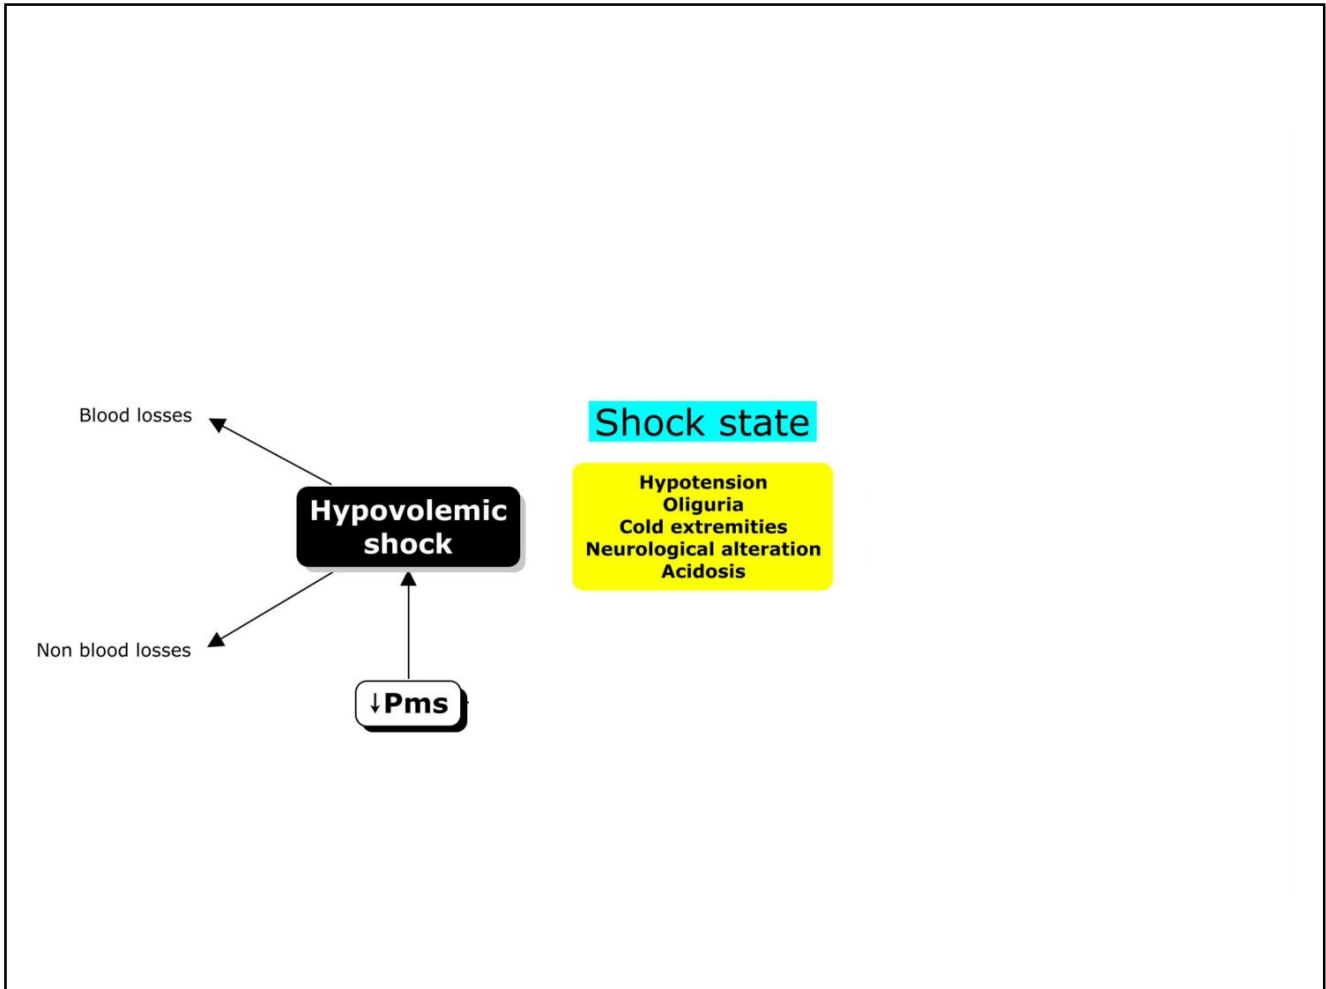 Blood losses
Hypovolemic
shock
Non blood losses
↓Pms
Shock state
Hypotension
Oliguria
Cold extremities
Neurological alteration
Acidosis